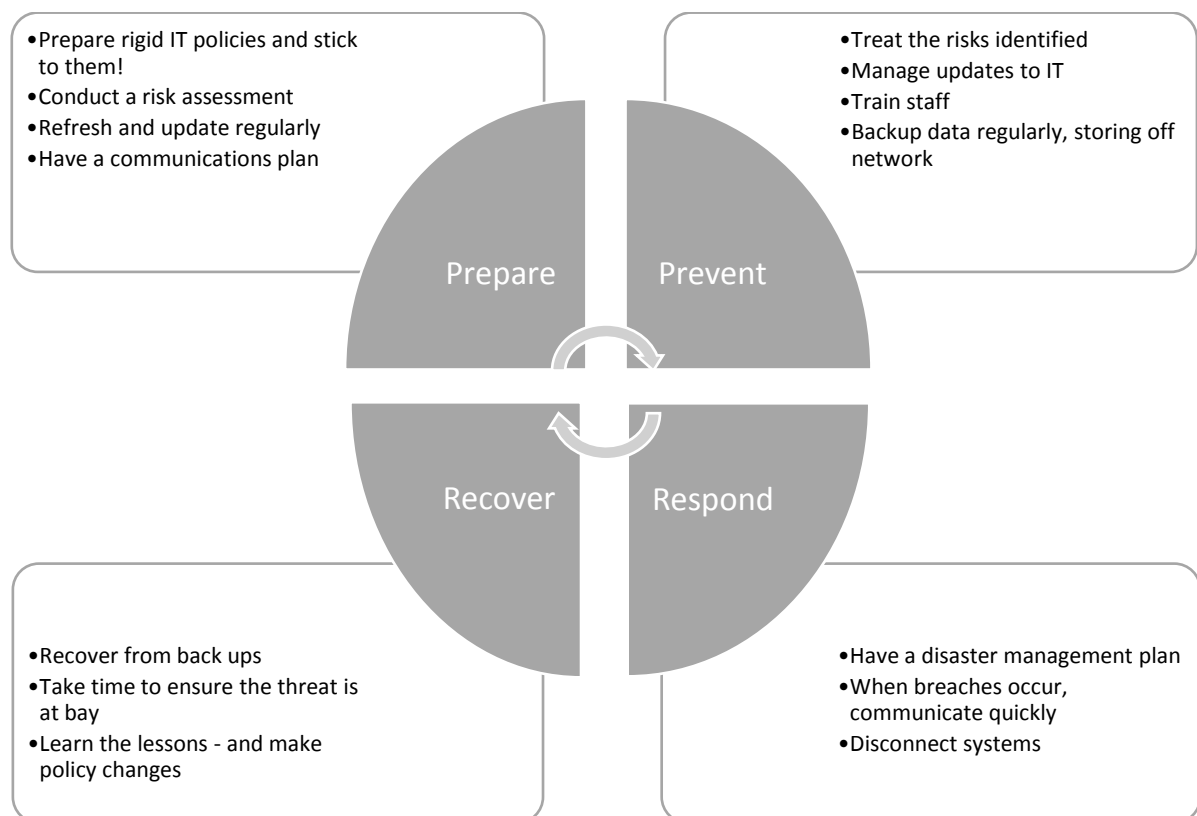 •Prepare rigid IT policies and stick
to them!
•Conduct a risk assessment
•Refresh and update regularly
•Have a communications plan
•Treat the risks identified
•Manage updates to IT
•Train staff
•Backup data regularly, storing off
network
Prepare
Prevent
Recover
Respond
•Recover from back ups
•Take time to ensure the threat is
at bay
•Learn the lessons - and make
policy changes
•Have a disaster management plan
•When breaches occur,
communicate quickly
•Disconnect systems